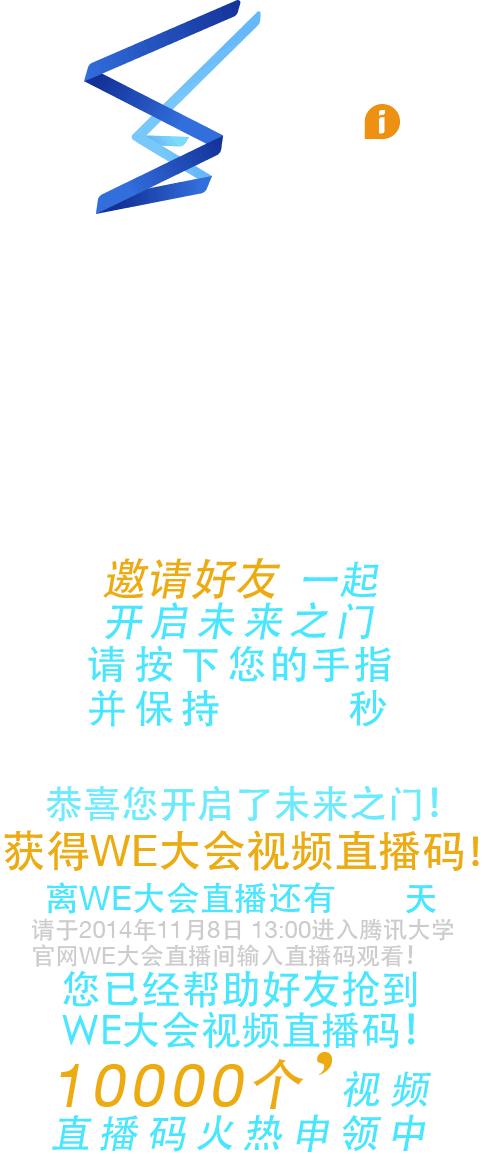 i
邀请好友 一起
开启未来之门
请按下您的手指
并保持 秒
恭喜您开启了未来之门！
获得WE大会视频直播码！
离WE大会直播还有 天
请于2014年11月8日 13:00进入腾讯大学
官网WE大会直播间输入直播码观看！
您已经帮助好友抢到
WE大会视频直播码！
10000个，视频
直播码火热申领中